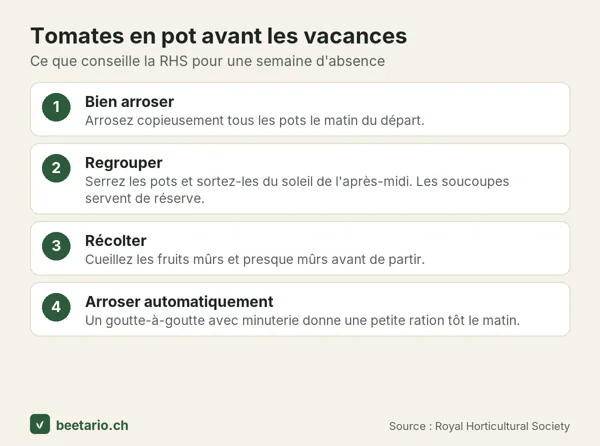 Tomates en pot avant les vacances
Ce que conseille la RHS pour une semaine d'absence
1
Bien arroser
Arrosez copieusement tous les pots le matin du départ.
2
Regrouper
Serrez les pots et sortez-les du soleil de l'après-midi. Les soucoupes
servent de réserve.
3
Récolter
Cueillez les fruits mûrs et presque mûrs avant de partir.
4
Arroser automatiquement
Un goutte-à-goutte avec minuterie donne une petite ration tôt le matin.
beetario.ch
Source : Royal Horticultural Society